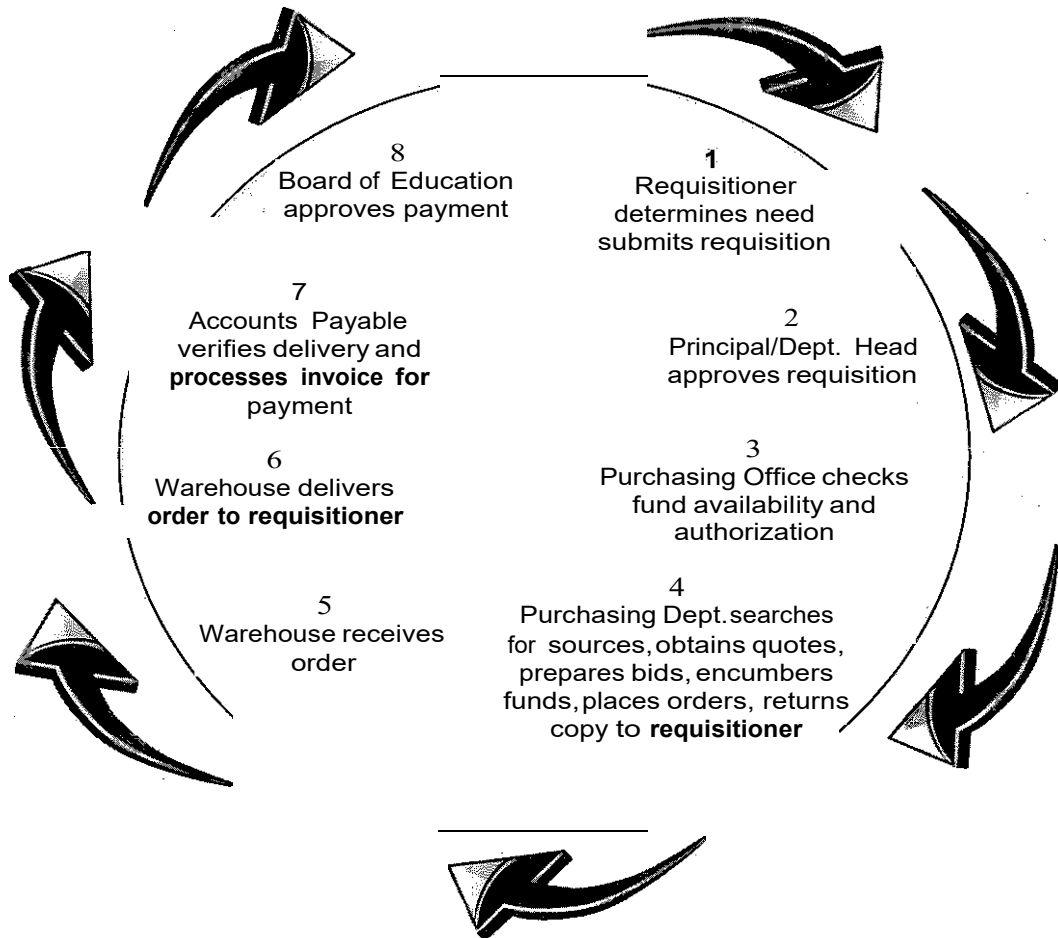 1
Requisitioner
determines need
submits requisition
2
Principal/Dept. Head
approves requisition
3
Purchasing Office checks
fund availability and
authorization
4
Purchasing Dept. searches
for sources, obtains quotes,
prepares bids, encumbers
funds, places orders, returns
copy to requisitioner
5
Warehouse receives
order
6
Warehouse delivers
order to requisitioner
7
Accounts Payable
verifies delivery and
processes invoice for
payment
8
Board of Education
approves payment